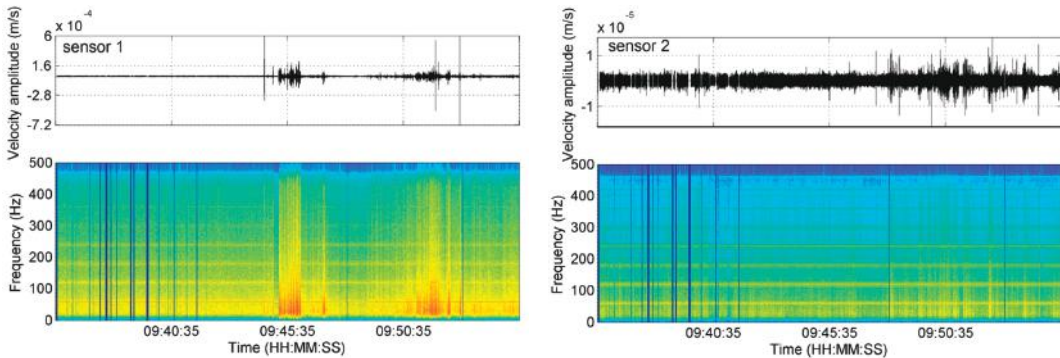 x 10⁻⁴
Velocity amplitude (m/s)
sensor 1
6
1.6
-2.8
-7.2
Frequency (Hz)
500
400
300
200
100
0
09:40:35
09:45:35
09:50:35
Time (HH:MM:SS)
x 10⁻⁵
Velocity amplitude (m/s)
sensor 2
1
-1
Frequency (Hz)
500
400
300
200
100
0
09:40:35
09:45:35
09:50:35
Time (HH:MM:SS)